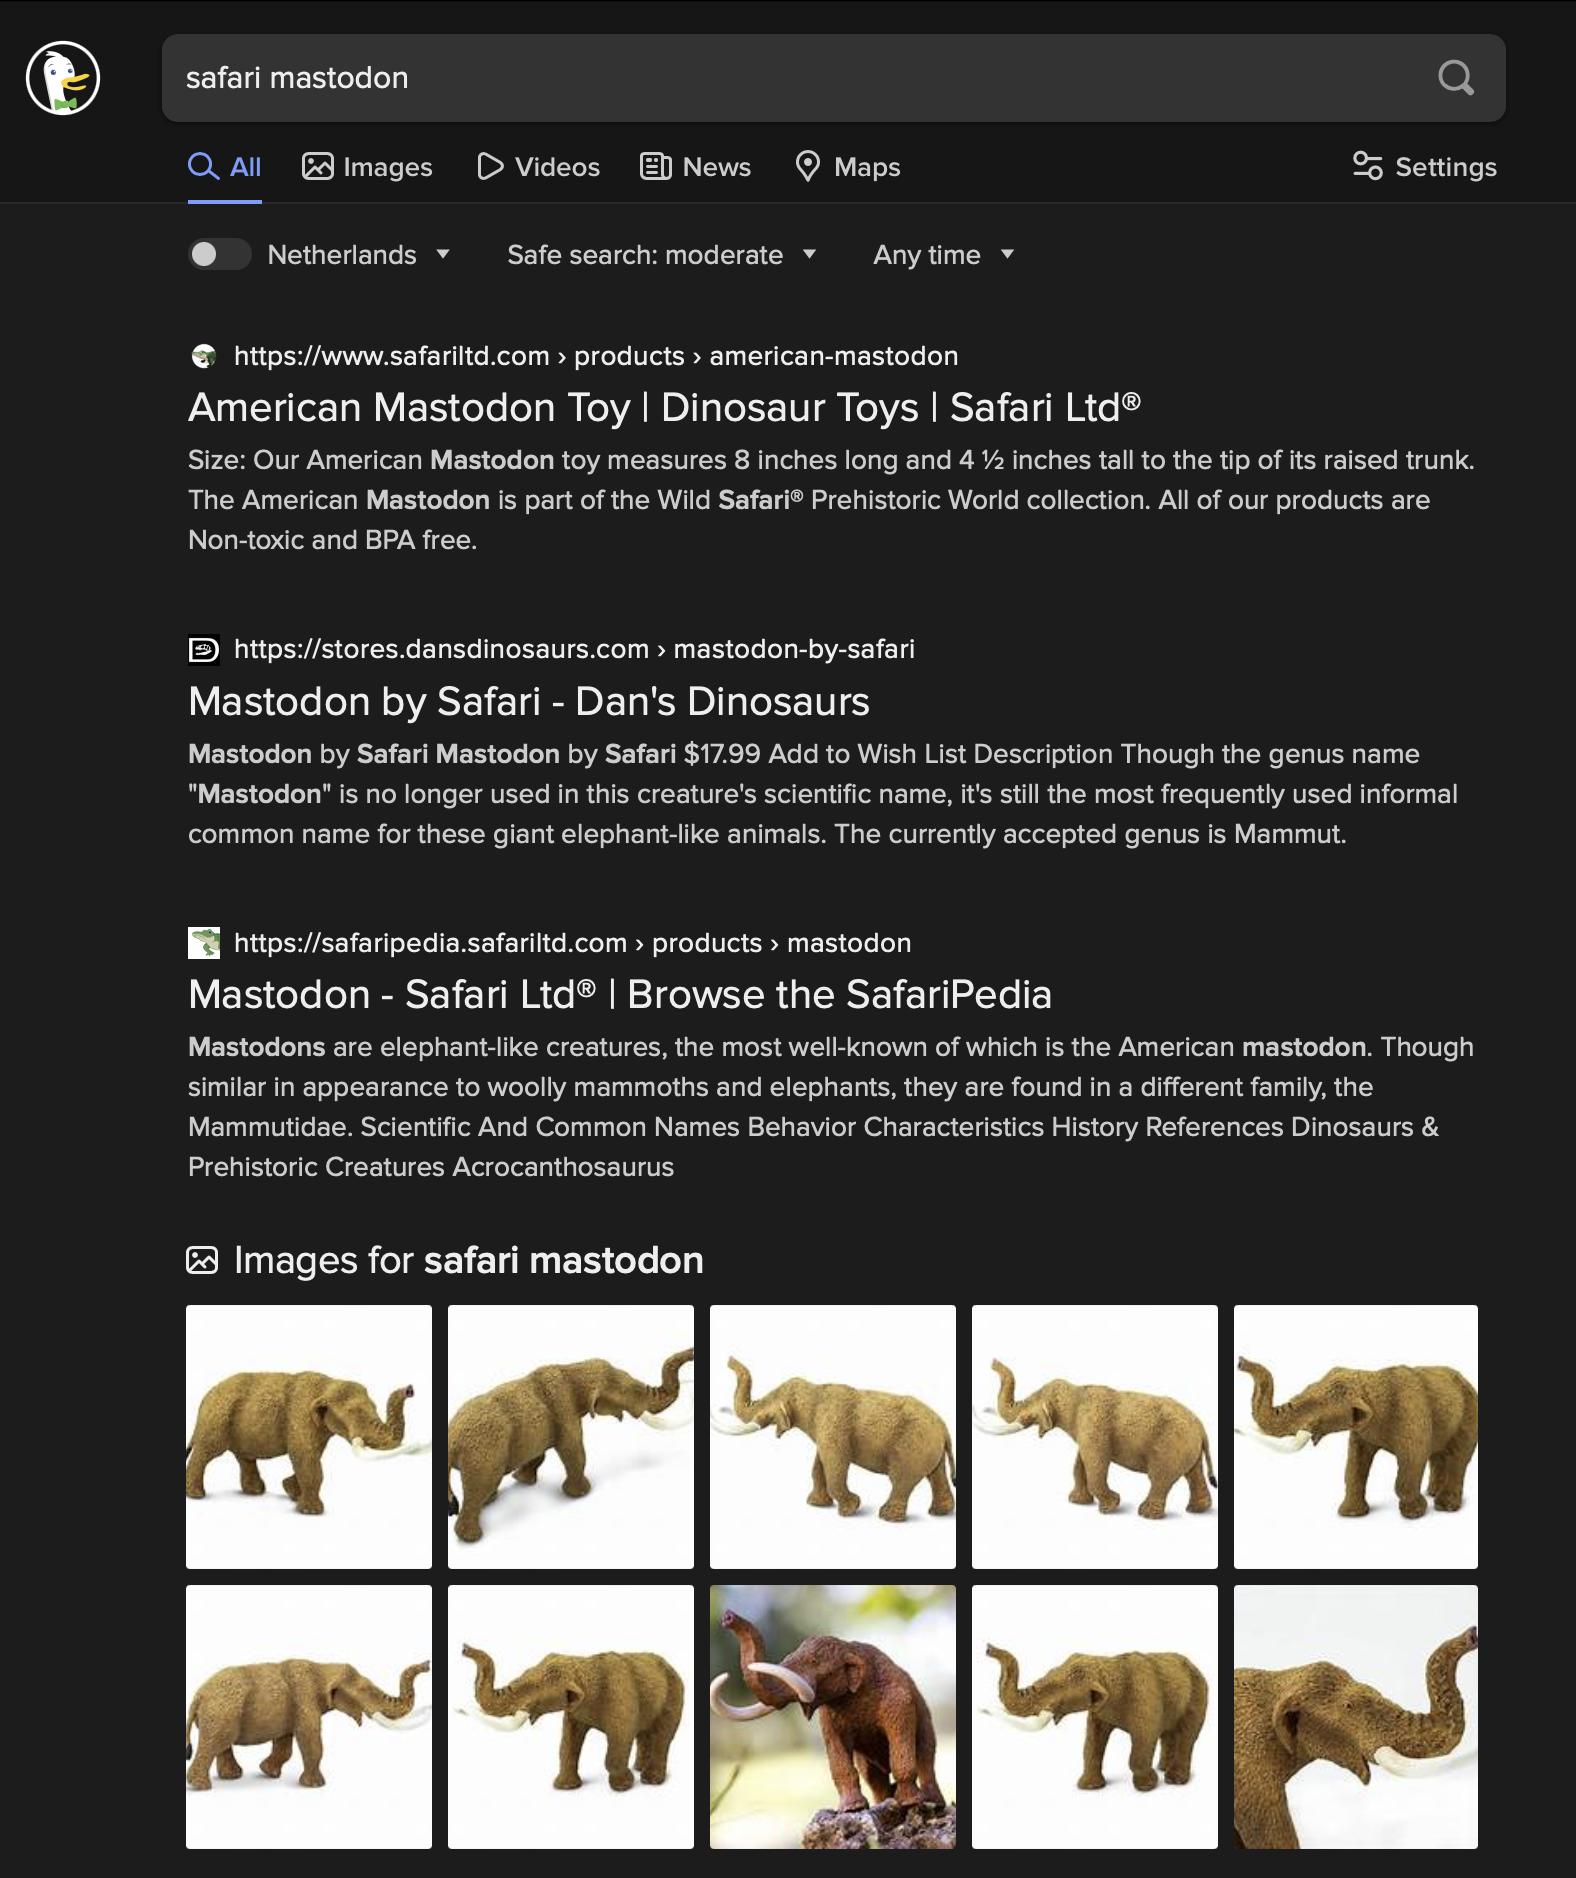 safari mastodon
All Images Videos News Maps Settings
Netherlands Safe search: moderate Any time
https://www.safariltd.com › products › american-mastodon
American Mastodon Toy | Dinosaur Toys | Safari Ltd®
Size: Our American Mastodon toy measures 8 inches long and 4 ½ inches tall to the tip of its raised trunk.
The American Mastodon is part of the Wild Safari® Prehistoric World collection. All of our products are
Non-toxic and BPA free.
https://stores.dansdinosaurs.com › mastodon-by-safari
Mastodon by Safari - Dan's Dinosaurs
Mastodon by Safari Mastodon by Safari $17.99 Add to Wish List Description Though the genus name
"Mastodon" is no longer used in this creature's scientific name, it's still the most frequently used informal
common name for these giant elephant-like animals. The currently accepted genus is Mammut.
https://safaripedia.safariltd.com › products › mastodon
Mastodon - Safari Ltd® | Browse the SafariPedia
Mastodons are elephant-like creatures, the most well-known of which is the American mastodon. Though
similar in appearance to woolly mammoths and elephants, they are found in a different family, the
Mammutidae. Scientific And Common Names Behavior Characteristics History References Dinosaurs &
Prehistoric Creatures Acrocanthosaurus
Images for safari mastodon